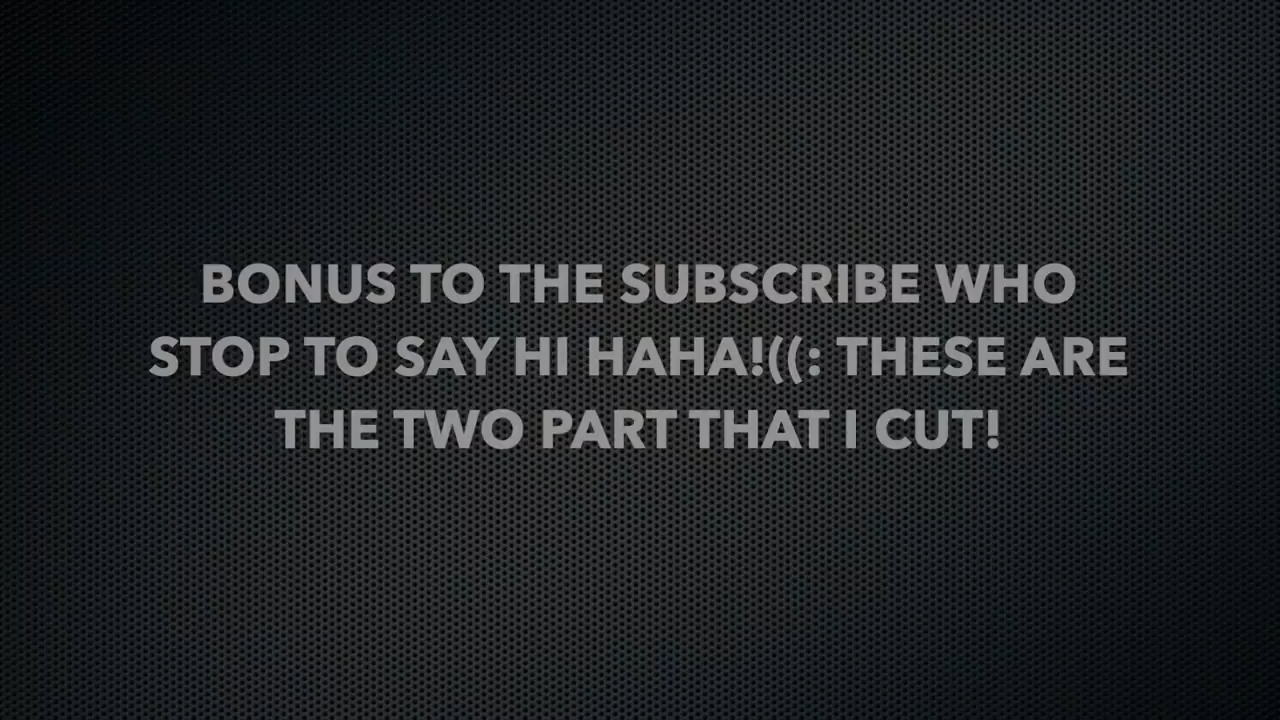 BONUS TO THE SUBSCRIBE WHO
STOP TO SAY HI HAHA!((: THESE ARE
THE TWO PART THAT I CUT!